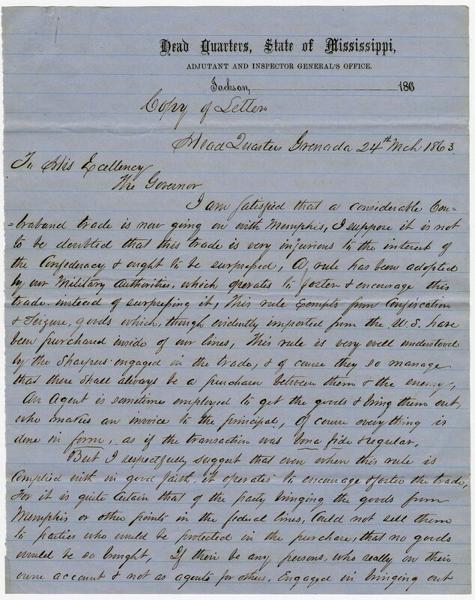 Head Quarters, State of Mississippi,
ADJUTANT AND INSPECTOR GENERAL'S OFFICE.
Jackson, 186
Copy of Letter
Head Quarters Grenada 24th Mch 1863
To His Excellency
The Governor
I am satisfied that a considerable Con-
-traband trade is now going on with Memphis, I suppose it is not
to be doubted that this trade is very injurious to the interest of
the Confederacy & ought to be surpressed, A rule has been adopted
by our Military Authorities, which operates to foster & encourage this
trade instead of surpressing it, This rule Exempts from Confiscation
& Seizure, goods which, though evidently imported from the U.S. have
been purchased inside of our lines, This rule is very well understood
by the Sharpers engaged in the trade, & of course they so manage
that there shall always be a purchaser between them & the enemy,
An Agent is sometime employed to get the goods & bring them out,
who makes an invoice to the principal, of course everything is
done in form, as if the transaction was bona fide & regular,
But I respectfully suggest that even when this rule is
Complied with in good faith, it operates to encourage & foster the trade,
For it is quite certain that if the party bringing the goods from
Memphis or other points in the fedral lines, Could not sell them
to parties who would be protected in the purchase, that no goods
would be so bought, If their be any persons, who really on their
own account & not as agents for others, engaged in bringing out